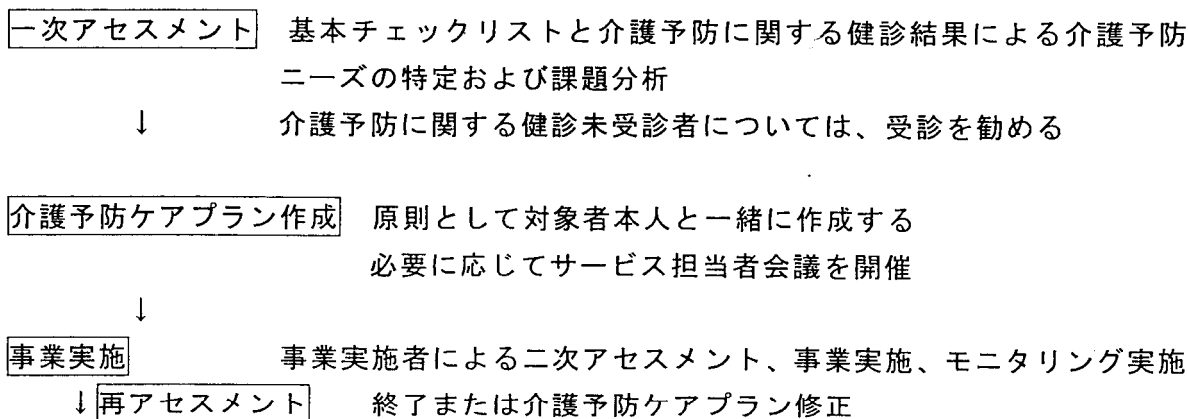 一次アセスメント 基本チェックリストと介護予防に関する健診結果による介護予防
ニーズの特定および課題分析
↓ 介護予防に関する健診未受診者については、受診を勧める
介護予防ケアプラン作成 原則として対象者本人と一緒に作成する
必要に応じてサービス担当者会議を開催
↓
事業実施 事業実施者による二次アセスメント、事業実施、モニタリング実施
↓再アセスメント 終了または介護予防ケアプラン修正